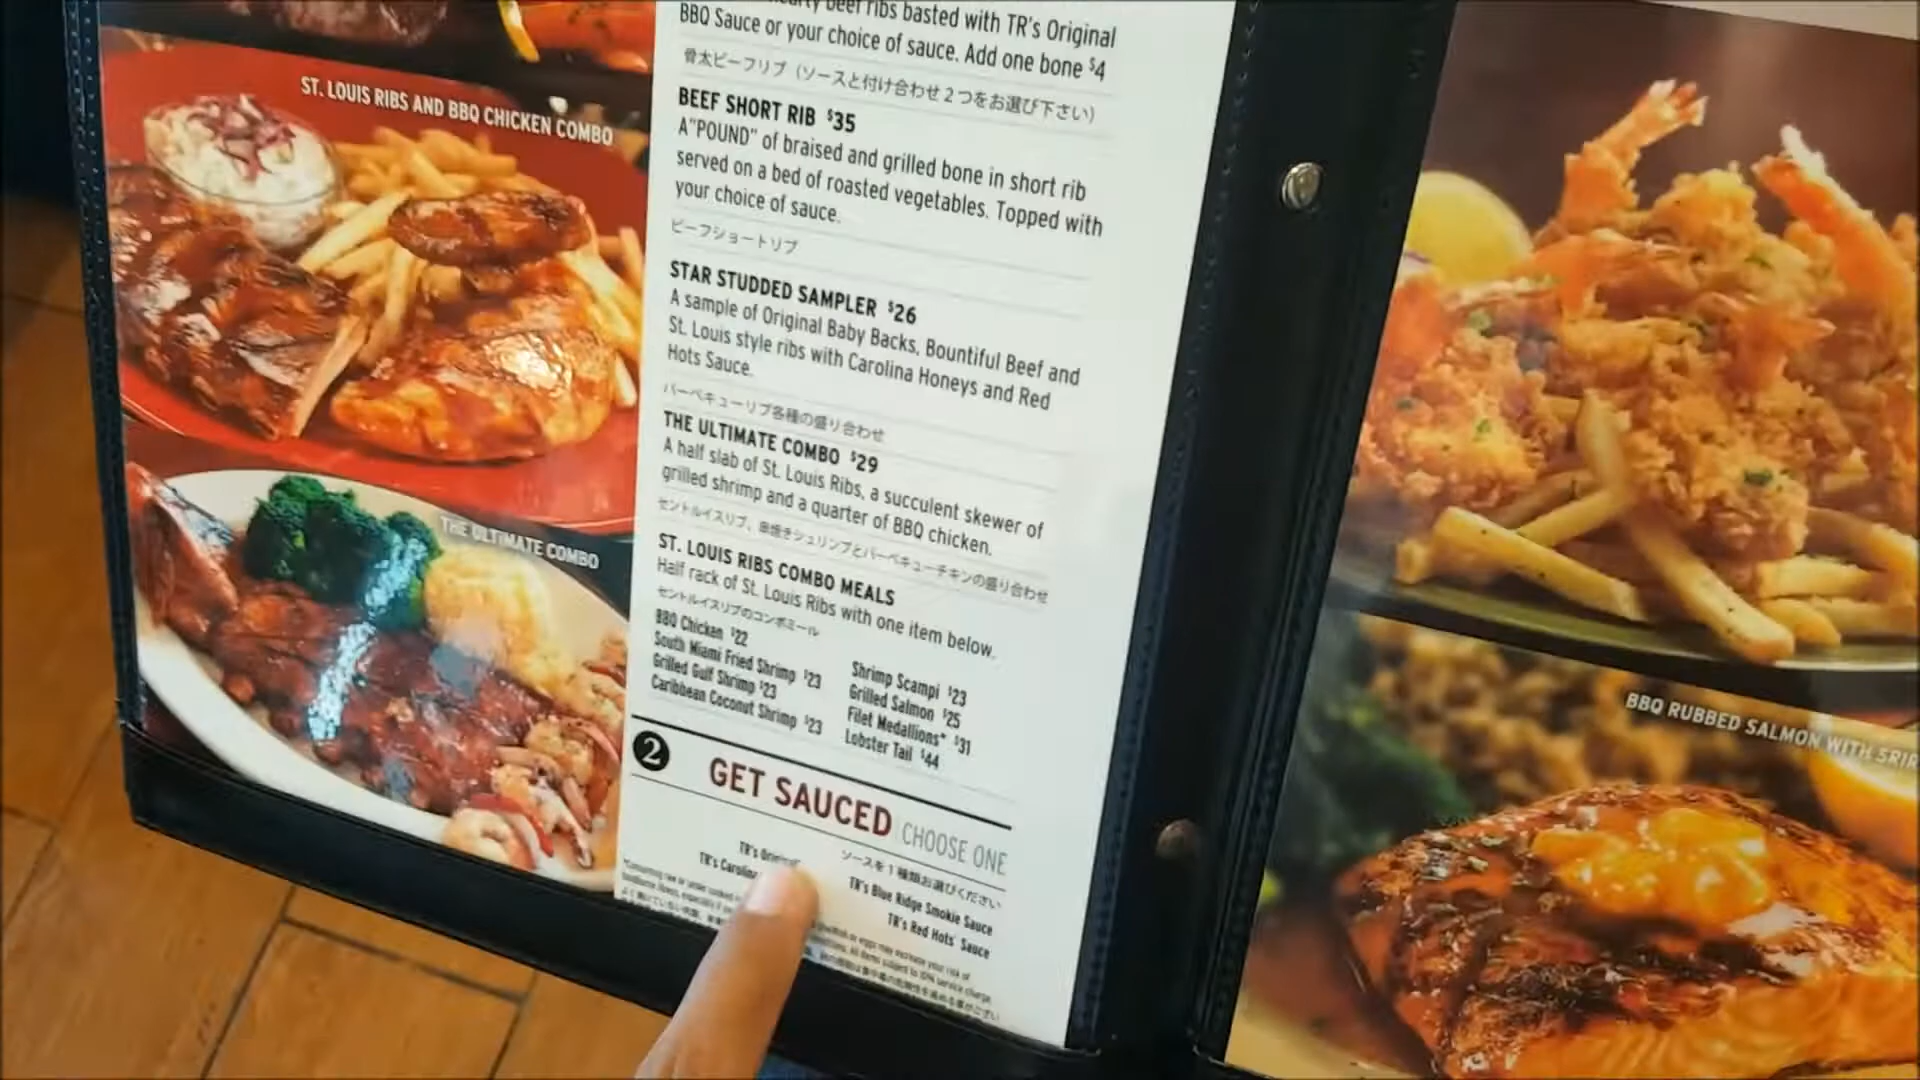 ST. LOUIS RIBS AND BBQ CHICKEN COMBO
THE ULTIMATE COMBO
beef ribs basted with TR's Original
BBQ Sauce or your choice of sauce. Add one bone $4
骨太ビーフリブ（ソースと付け合わせ２つをお選び下さい）
BEEF SHORT RIB $35
A"POUND" of braised and grilled bone in short rib
served on a bed of roasted vegetables. Topped with
your choice of sauce.
ビーフショートリブ
STAR STUDDED SAMPLER $26
A sample of Original Baby Backs, Bountiful Beef and
St. Louis style ribs with Carolina Honeys and Red
Hots Sauce.
バーベキューリブ各種の盛り合わせ
THE ULTIMATE COMBO $29
A half slab of St. Louis Ribs, a succulent skewer of
grilled shrimp and a quarter of BBQ chicken.
セントルイスリブ、串焼きシュリンプとバーベキューチキンの盛り合わせ
ST. LOUIS RIBS COMBO MEALS
Half rack of St. Louis Ribs with one item below.
セントルイスリブのコンボミール
BBQ Chicken $22
South Miami Fried Shrimp $23
Grilled Gulf Shrimp $23
Caribbean Coconut Shrimp $23
Shrimp Scampi $23
Grilled Salmon $25
Filet Medallions* $31
Lobster Tail $44
2 GET SAUCED CHOOSE ONE
ソースを１種類お選びください
TR's
TR's Carolina
TR's Blue Ridge Smokie Sauce
TR's Red Hots Sauce
BBQ RUBBED SALMON WITH